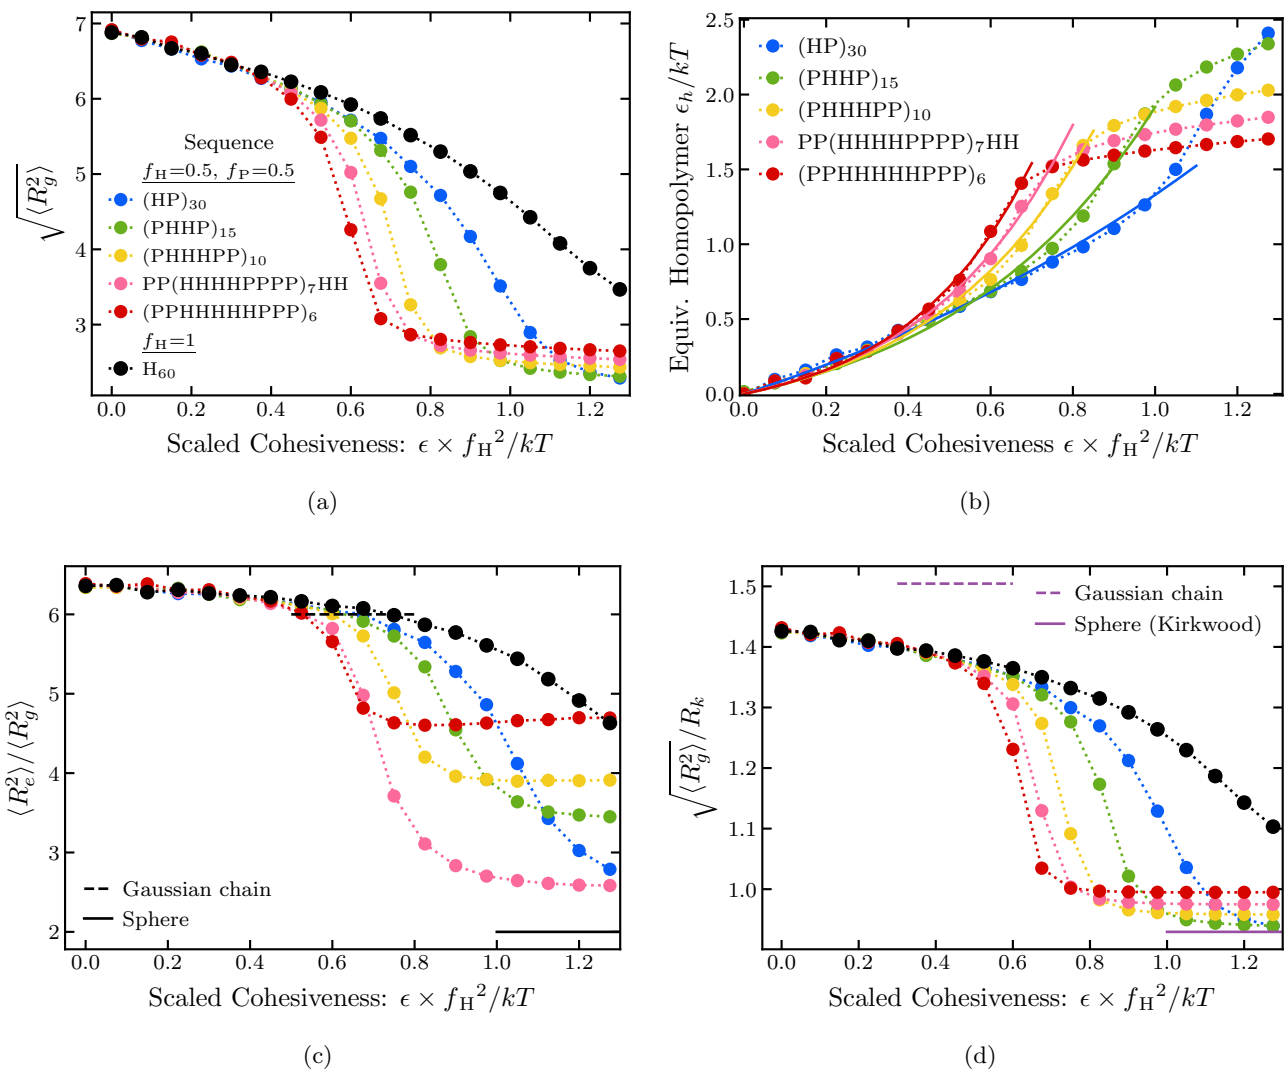 7
6
5
4
3
√⟨R_g^2⟩
Sequence
f_H=0.5, f_P=0.5
(HP)_30
(PHHP)_15
(PHHHPP)_10
PP(HHHHPPPP)_7HH
(PPHHHHHPPP)_6
f_H=1
H_60
0.0 0.2 0.4 0.6 0.8 1.0 1.2
Scaled Cohesiveness: ϵ × f_H^2/kT
(a)
2.5
2.0
1.5
1.0
0.5
0.0
Equiv. Homopolymer ϵ_h/kT
(HP)_30
(PHHP)_15
(PHHHPP)_10
PP(HHHHPPPP)_7HH
(PPHHHHHPPP)_6
0.0 0.2 0.4 0.6 0.8 1.0 1.2
Scaled Cohesiveness ϵ × f_H^2/kT
(b)
6
5
4
3
2
⟨R_e^2⟩/⟨R_g^2⟩
Gaussian chain
Sphere
0.0 0.2 0.4 0.6 0.8 1.0 1.2
Scaled Cohesiveness: ϵ × f_H^2/kT
(c)
1.5
1.4
1.3
1.2
1.1
1.0
√⟨R_g^2⟩/R_k
Gaussian chain
Sphere (Kirkwood)
0.0 0.2 0.4 0.6 0.8 1.0 1.2
Scaled Cohesiveness: ϵ × f_H^2/kT
(d)